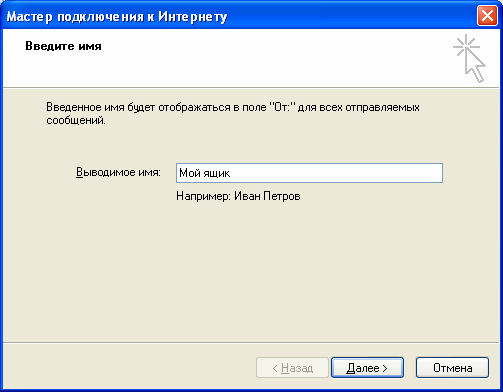 Мастер подключения к Интернету
Введите имя
Введенное имя будет отображаться в поле "От:" для всех отправляемых
сообщений.
Выводимое имя: Мой ящик
Например: Иван Петров
< Назад Далее > Отмена